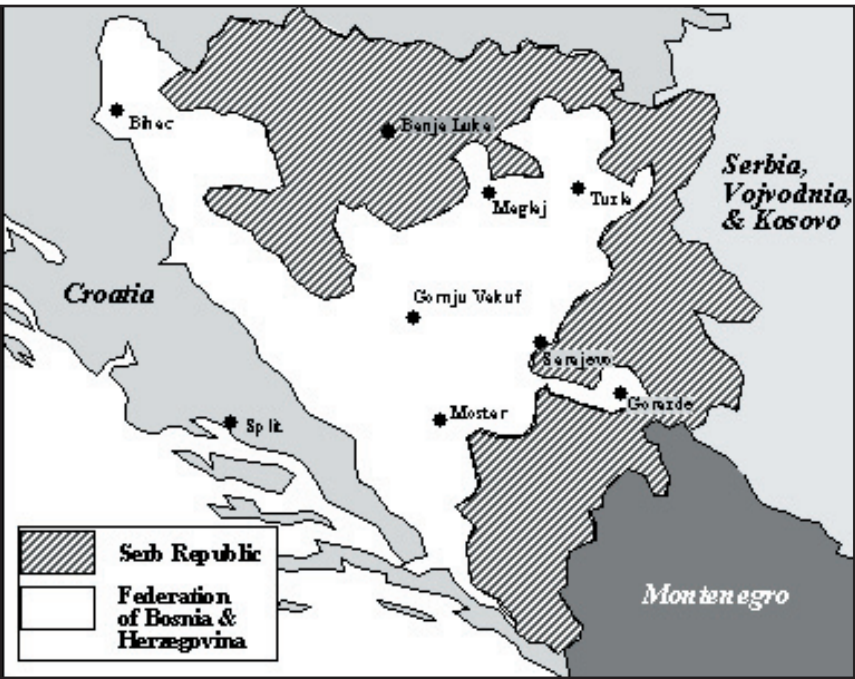 Bihac
Banja Luka
Maglaj
Tuzla
Serbia,
Vojvodnia,
& Kosovo
Croatia
Gornju Vakuf
Sarajevo
Gorazde
Mostar
Split
Serb Republic
Federation
of Bosnia &
Herzegovina
Montenegro